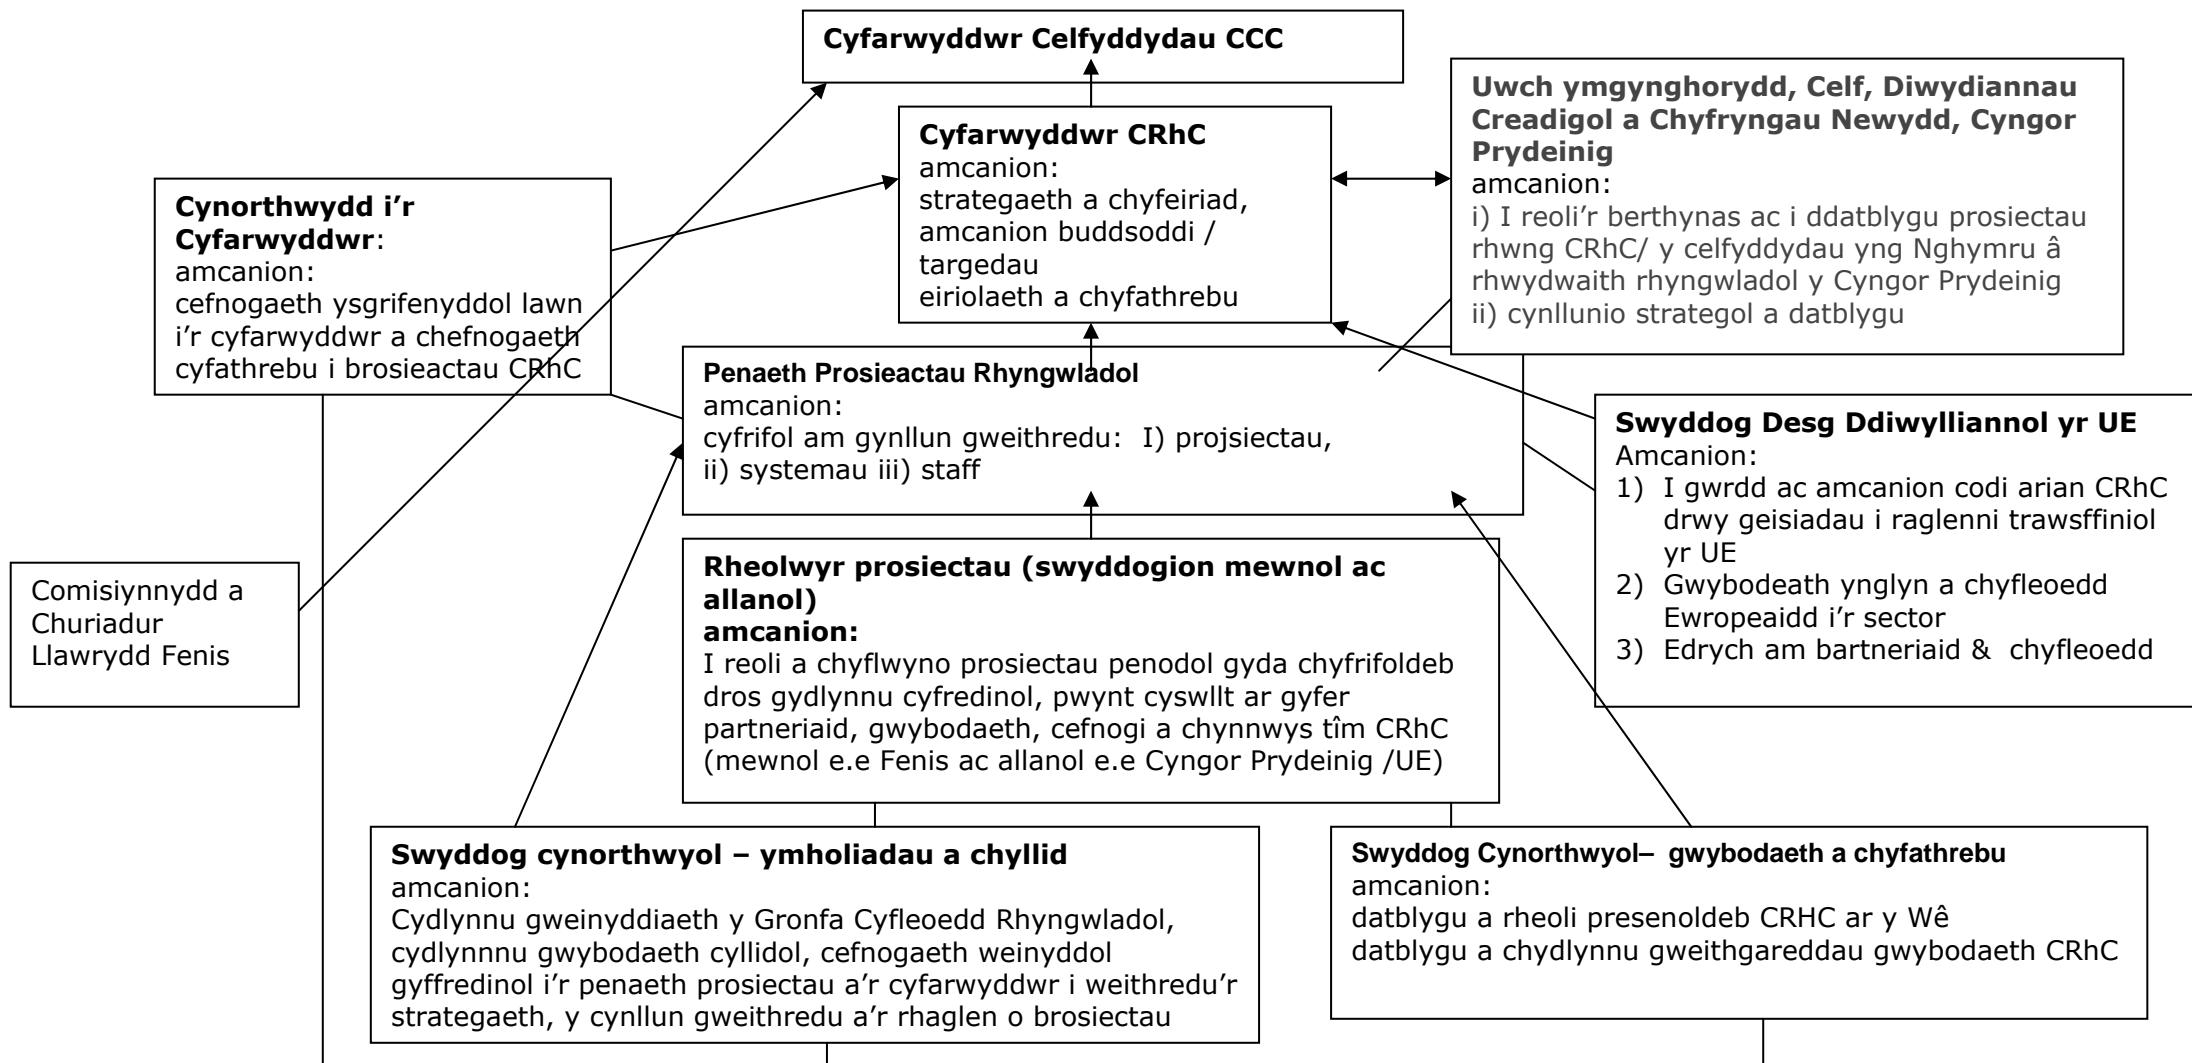 Cyfarwyddwr Celfyddydau CCC
Cyfarwyddwr CRhC
amcanion:
strategaeth a chyfeiriad,
amcanion buddsoddi /
targedau
eiriolaeth a chyfathrebu
Uwch ymgynghorydd, Celf, Diwydiannau
Creadigol a Chyfryngau Newydd, Cyngor
Prydeinig
amcanion:
i) I reoli’r berthynas ac i ddatblygu prosiectau
rhwng CRhC/ y celfyddydau yng Nghymru â
rhwydwaith rhyngwladol y Cyngor Prydeinig
ii) cynllunio strategol a datblygu
Cynorthwydd i’r
Cyfarwyddwr:
amcanion:
cefnogaeth ysgrifenyddol lawn
i’r cyfarwyddwr a chefnogaeth
cyfathrebu i brosieactau CRhC
Penaeth Prosieactau Rhyngwladol
amcanion:
cyfrifol am gynllun gweithredu: I) projsiectau,
ii) systemau iii) staff
Swyddog Desg Ddiwylliannol yr UE
Amcanion:
1) I gwrdd ac amcanion codi arian CRhC
drwy geisiadau i raglenni trawsffiniol
yr UE
2) Gwybodeath ynglyn a chyfleoedd
Ewropeaidd i’r sector
3) Edrych am bartneriaid & chyfleoedd
Comisiynnydd a
Churiadur
Llawrydd Fenis
Rheolwyr prosiectau (swyddogion mewnol ac
allanol)
amcanion:
I reoli a chyflwyno prosiectau penodol gyda chyfrifoldeb
dros gydlynnu cyfredinol, pwynt cyswllt ar gyfer
partneriaid, gwybodaeth, cefnogi a chynnwys tîm CRhC
(mewnol e.e Fenis ac allanol e.e Cyngor Prydeinig /UE)
Swyddog cynorthwyol – ymholiadau a chyllid
amcanion:
Cydlynnu gweinyddiaeth y Gronfa Cyfleoedd Rhyngwladol,
cydlynnnu gwybodaeth cyllidol, cefnogaeth weinyddol
gyffredinol i’r penaeth prosiectau a’r cyfarwyddwr i weithredu’r
strategaeth, y cynllun gweithredu a’r rhaglen o brosiectau
Swyddog Cynorthwyol– gwybodaeth a chyfathrebu
amcanion:
datblygu a rheoli presenoldeb CRHC ar y Wê
datblygu a chydlynnu gweithgareddau gwybodaeth CRhC